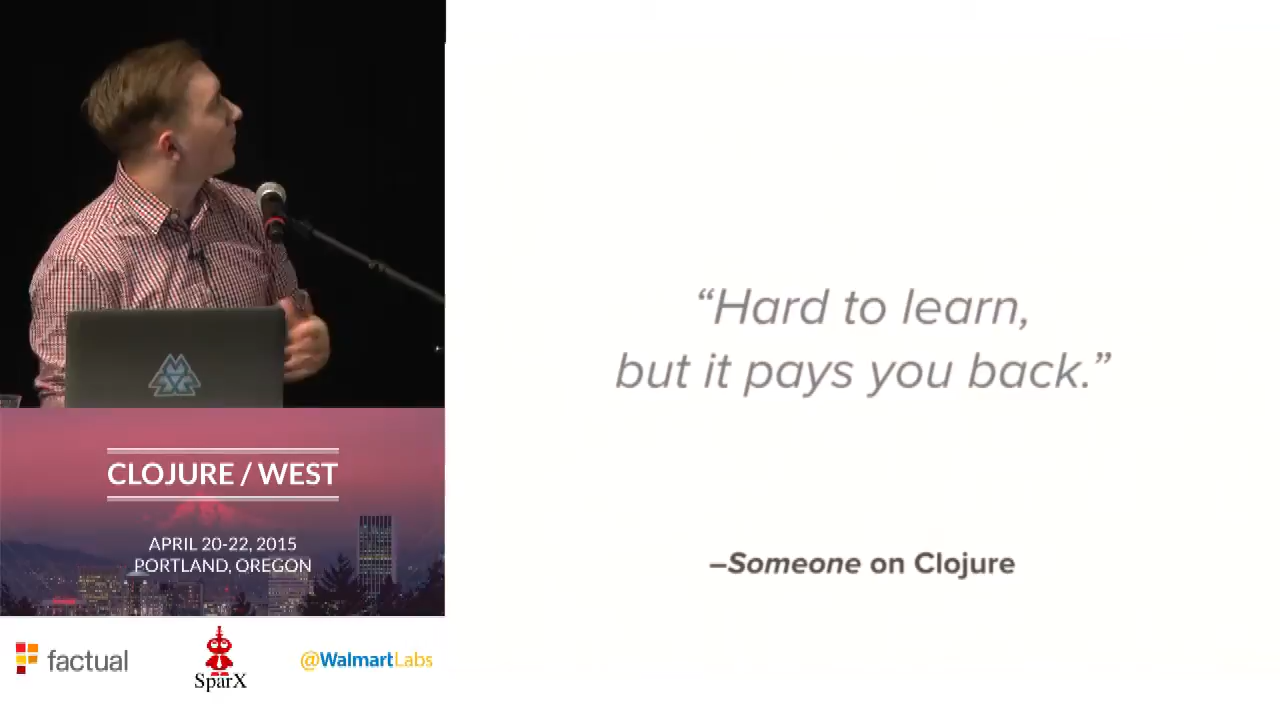 “Hard to learn,
but it pays you back.”
–Someone on Clojure
CLOJURE / WEST
APRIL 20-22, 2015
PORTLAND, OREGON
factual
SparX
@WalmartLabs